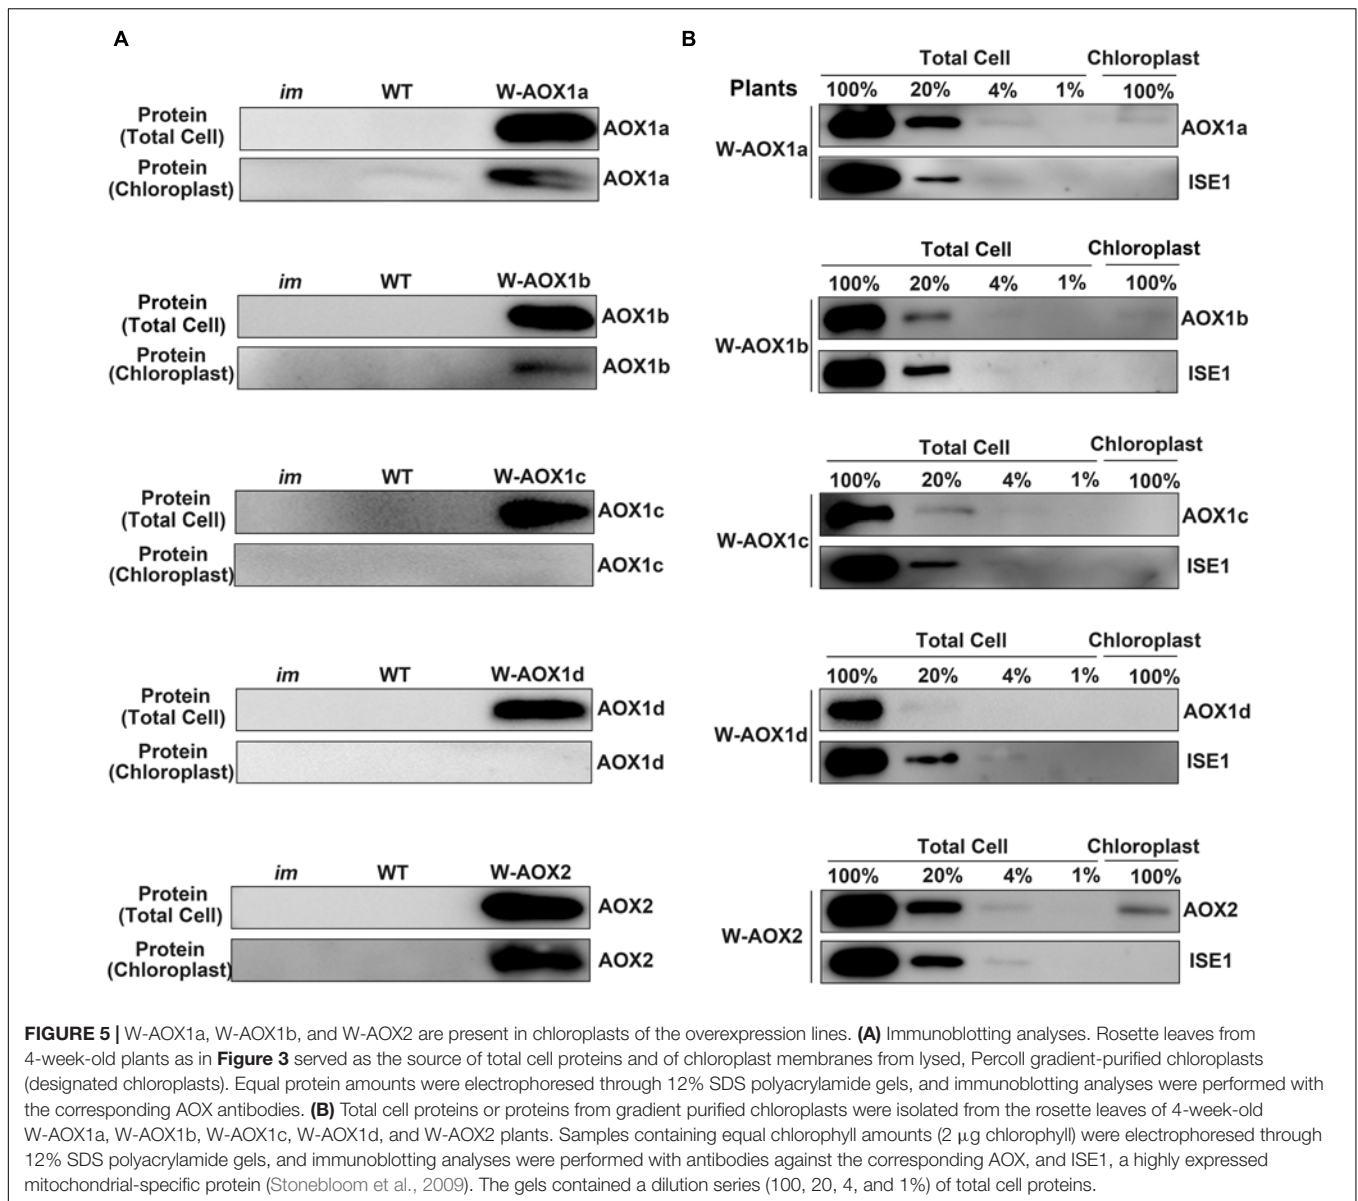 A
im WT W-AOX1a
Protein
(Total Cell) AOX1a
Protein
(Chloroplast) AOX1a
im WT W-AOX1b
Protein
(Total Cell) AOX1b
Protein
(Chloroplast) AOX1b
im WT W-AOX1c
Protein
(Total Cell) AOX1c
Protein
(Chloroplast) AOX1c
im WT W-AOX1d
Protein
(Total Cell) AOX1d
Protein
(Chloroplast) AOX1d
im WT W-AOX2
Protein
(Total Cell) AOX2
Protein
(Chloroplast) AOX2
B
Total Cell Chloroplast
Plants 100% 20% 4% 1% 100%
AOX1a
W-AOX1a
ISE1
Total Cell Chloroplast
100% 20% 4% 1% 100%
AOX1b
W-AOX1b
ISE1
Total Cell Chloroplast
100% 20% 4% 1% 100%
AOX1c
W-AOX1c
ISE1
Total Cell Chloroplast
100% 20% 4% 1% 100%
AOX1d
W-AOX1d
ISE1
Total Cell Chloroplast
100% 20% 4% 1% 100%
AOX2
W-AOX2
ISE1
FIGURE 5 | W-AOX1a, W-AOX1b, and W-AOX2 are present in chloroplasts of the overexpression lines. (A) Immunoblotting analyses. Rosette leaves from
4-week-old plants as in Figure 3 served as the source of total cell proteins and of chloroplast membranes from lysed, Percoll gradient-purified chloroplasts
(designated chloroplasts). Equal protein amounts were electrophoresed through 12% SDS polyacrylamide gels, and immunoblotting analyses were performed with
the corresponding AOX antibodies. (B) Total cell proteins or proteins from gradient purified chloroplasts were isolated from the rosette leaves of 4-week-old
W-AOX1a, W-AOX1b, W-AOX1c, W-AOX1d, and W-AOX2 plants. Samples containing equal chlorophyll amounts (2 μg chlorophyll) were electrophoresed through
12% SDS polyacrylamide gels, and immunoblotting analyses were performed with antibodies against the corresponding AOX, and ISE1, a highly expressed
mitochondrial-specific protein (Stonebloom et al., 2009). The gels contained a dilution series (100, 20, 4, and 1%) of total cell proteins.